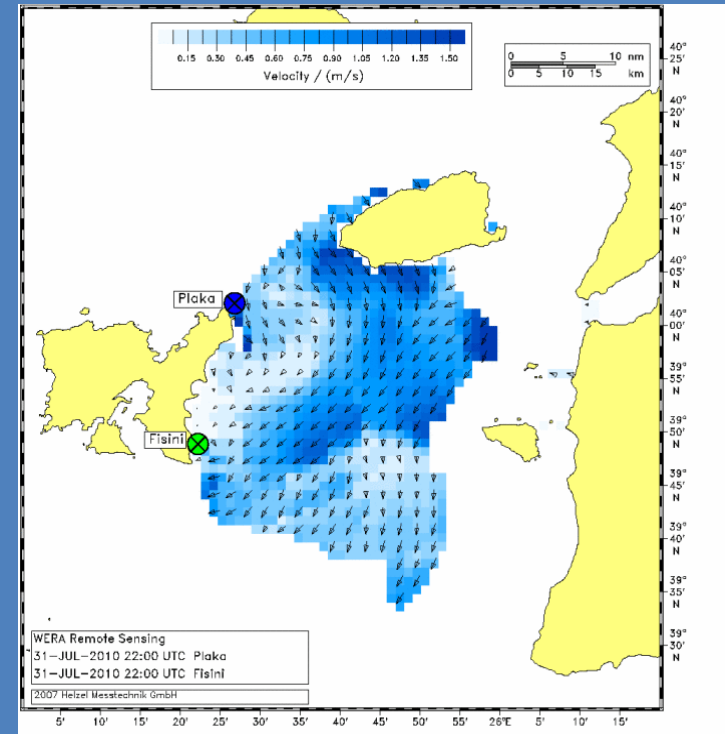 0.15 0.30 0.45 0.60 0.75 0.90 1.05 1.20 1.35 1.50
Velocity / (m/s)
0 5 10 nm
0 5 10 15 km
40° 25' N
40° 20' N
40° 15' N
40° 10' N
40° 05' N
40° 00' N
39° 55' N
39° 50' N
39° 45' N
39° 40' N
39° 35' N
39° 30' N
Plaka
Fisini
WERA Remote Sensing
31-JUL-2010 22:00 UTC Plaka
31-JUL-2010 22:00 UTC Fisini
2007 Helzel Messtechnik GmbH
5' 10' 15' 20' 25' 30' 35' 40' 45' 50' 55' 26°E 5' 10' 15'